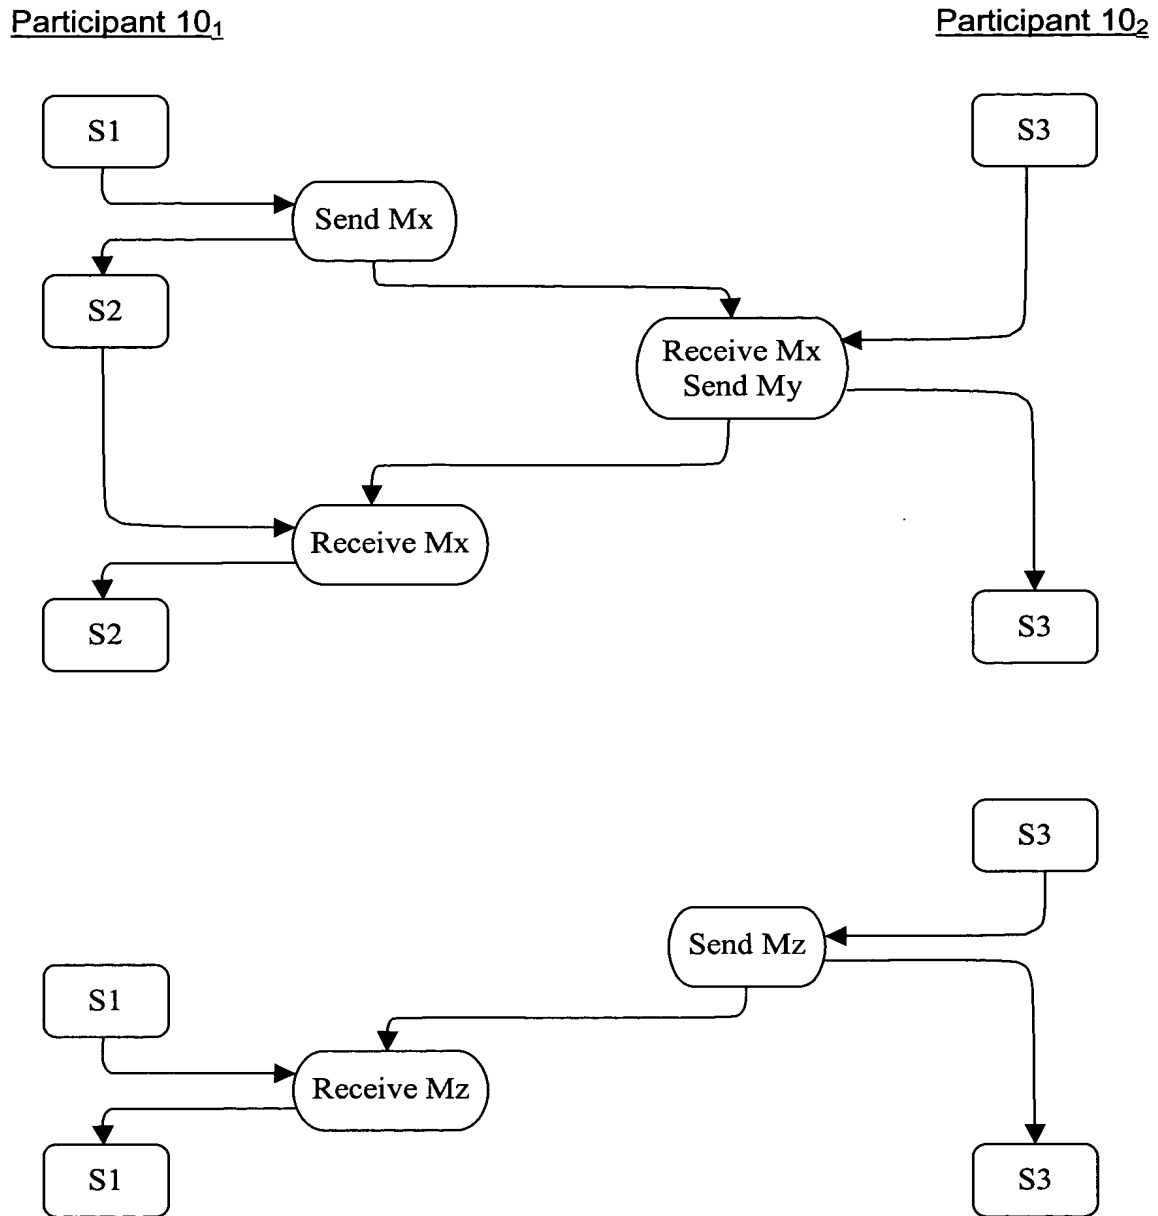 Participant 10₁
Participant 10₂
S1
S3
Send Mx
S2
Receive Mx
Send My
Receive Mx
S2
S3
S3
Send Mz
S1
Receive Mz
S1
S3